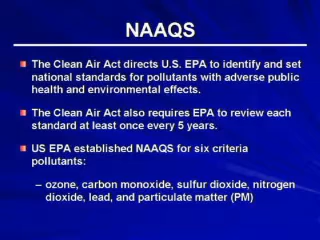 NAAQS
The Clean Air Act directs U.S. EPA to identify and set
national standards for pollutants with adverse public
health and environmental effects.
The Clean Air Act also requires EPA to review each
standard at least once every 5 years.
US EPA established NAAQS for six criteria
pollutants:
– ozone, carbon monoxide, sulfur dioxide, nitrogen
dioxide, lead, and particulate matter (PM)